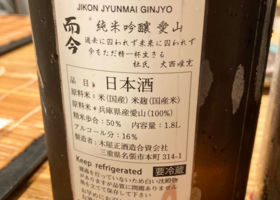 JIKON JYUNMAI GINJYO
而今
純米吟醸 愛山
過去に囚われず未来に囚われず
今をただ精一杯生きる
杜氏 大西唯克
品目 日本酒
原料米:米(国産) 米麹(国産米)
原料米:兵庫県産愛山(100%)
精米歩合:50% 内容量:1.8L
アルコール分:16%
製造者:木屋正酒造合資会社
三重県名張市本町 314-1
Keep refrigerated 要冷蔵